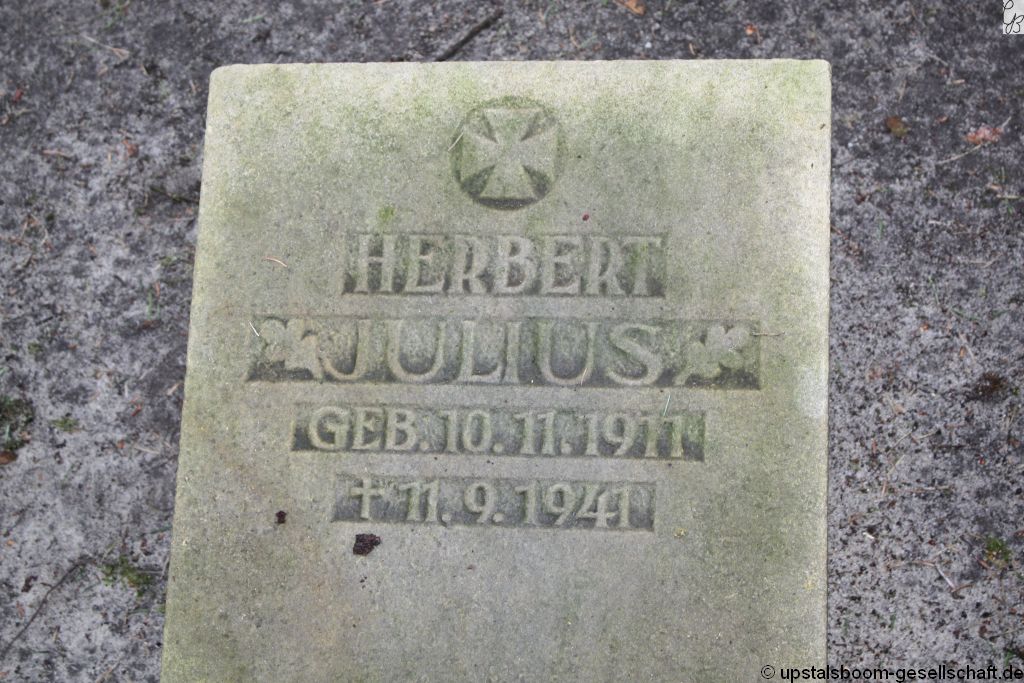 HERBERT
JULIUS
GEB. 10. 11. 1911
† 11. 9. 1941
© upstalsboom-gesellschaft.de